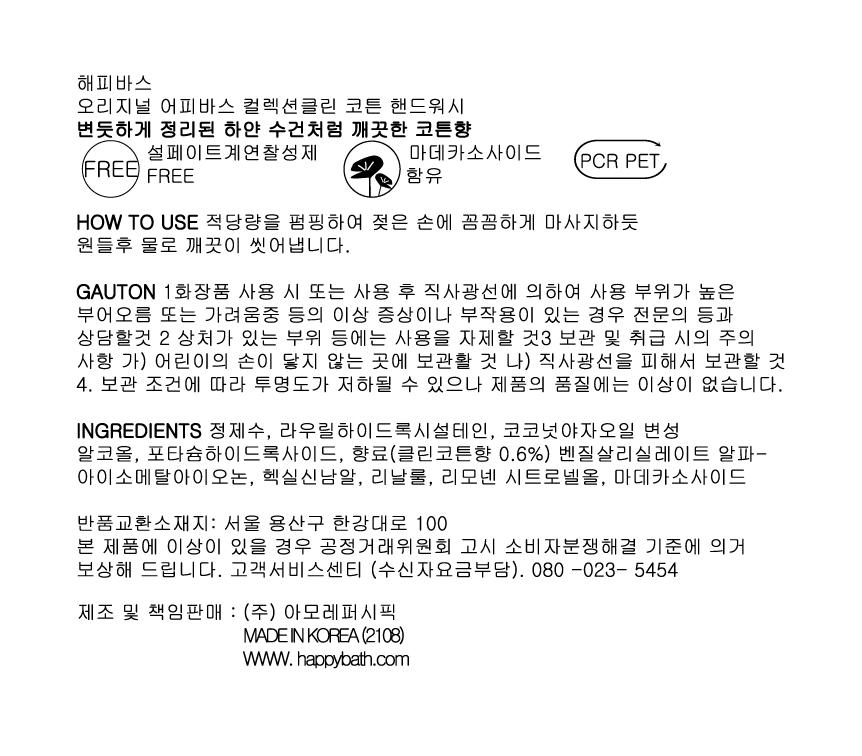 해피바스
오리지널 어피바스 컬렉션클린 코튼 핸드워시
변듯하게 정리된 하얀 수건처럼 깨끗한 코튼향
FREE 설페이트계연찰성제 마데카소사이드 PCR PET
FREE 함유
HOW TO USE 적당량을 펌핑하여 젖은 손에 꼼꼼하게 마사지하듯
원들후 물로 깨끗이 씻어냅니다.
GAUTON 1화장품 사용 시 또는 사용 후 직사광선에 의하여 사용 부위가 높은
부어오름 또는 가려움중 등의 이상 증상이나 부작용이 있는 경우 전문의 등과
상담할것 2 상처가 있는 부위 등에는 사용을 자제할 것3 보관 및 취급 시의 주의
사항 가) 어린이의 손이 닿지 않는 곳에 보관활 것 나) 직사광선을 피해서 보관할 것
4. 보관 조건에 따라 투명도가 저하될 수 있으나 제품의 품질에는 이상이 없습니다.
INGREDIENTS 정제수, 라우릴하이드록시설테인, 코코넛야자오일 변성
알코올, 포타슘하이드록사이드, 향료(클린코튼향 0.6%) 벤질살리실레이트 알파-
아이소메탈아이오논, 헥실신남알, 리날룰, 리모넨 시트로넬올, 마데카소사이드
반품교환소재지: 서울 용산구 한강대로 100
본 제품에 이상이 있을 경우 공정거래위원회 고시 소비자분쟁해결 기준에 의거
보상해 드립니다. 고객서비스센티 (수신자요금부담). 080 -023- 5454
제조 및 책임판매 : (주) 아모레퍼시픽
MADE IN KOREA (2108)
WWW. happybath.com